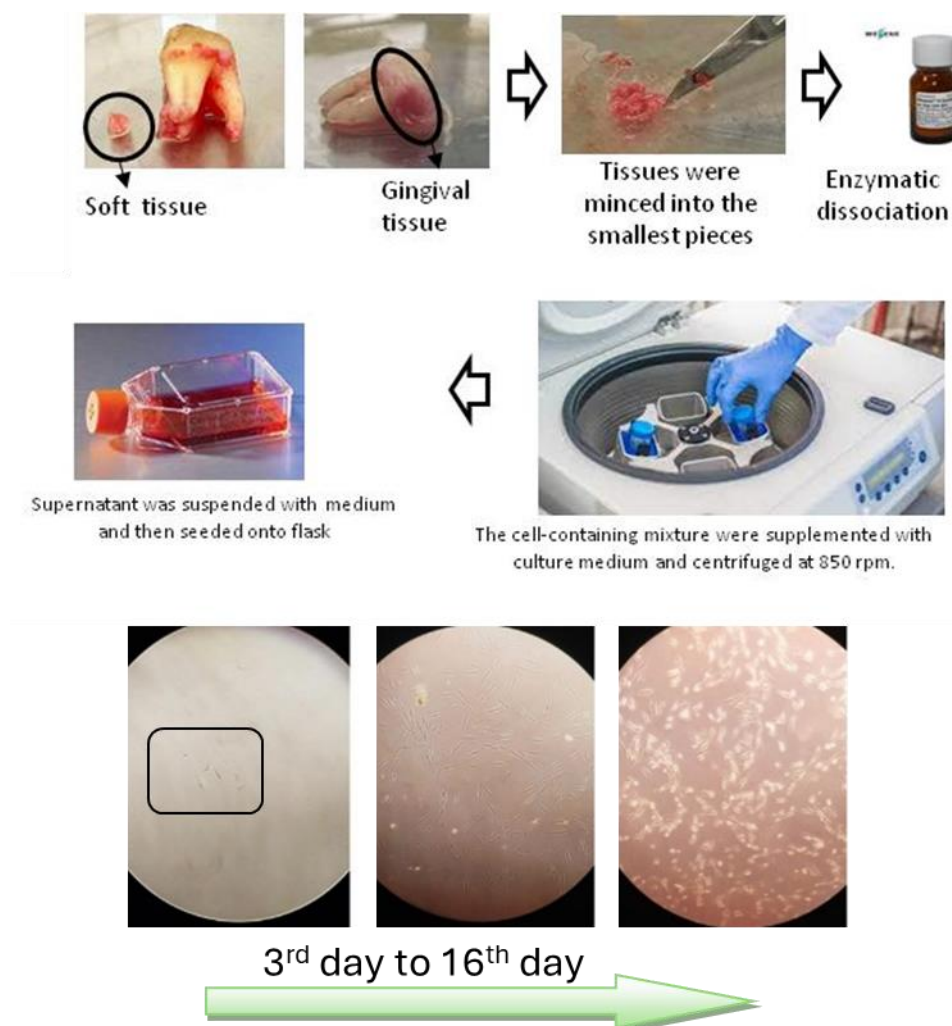 Soft tissue
Gingival
tissue
Tissues were
minced into the
smallest pieces
Enzymatic
dissociation
Supernatant was suspended with medium
and then seeded onto flask
The cell-containing mixture were supplemented with
culture medium and centrifuged at 850 rpm.
3rd day to 16th day